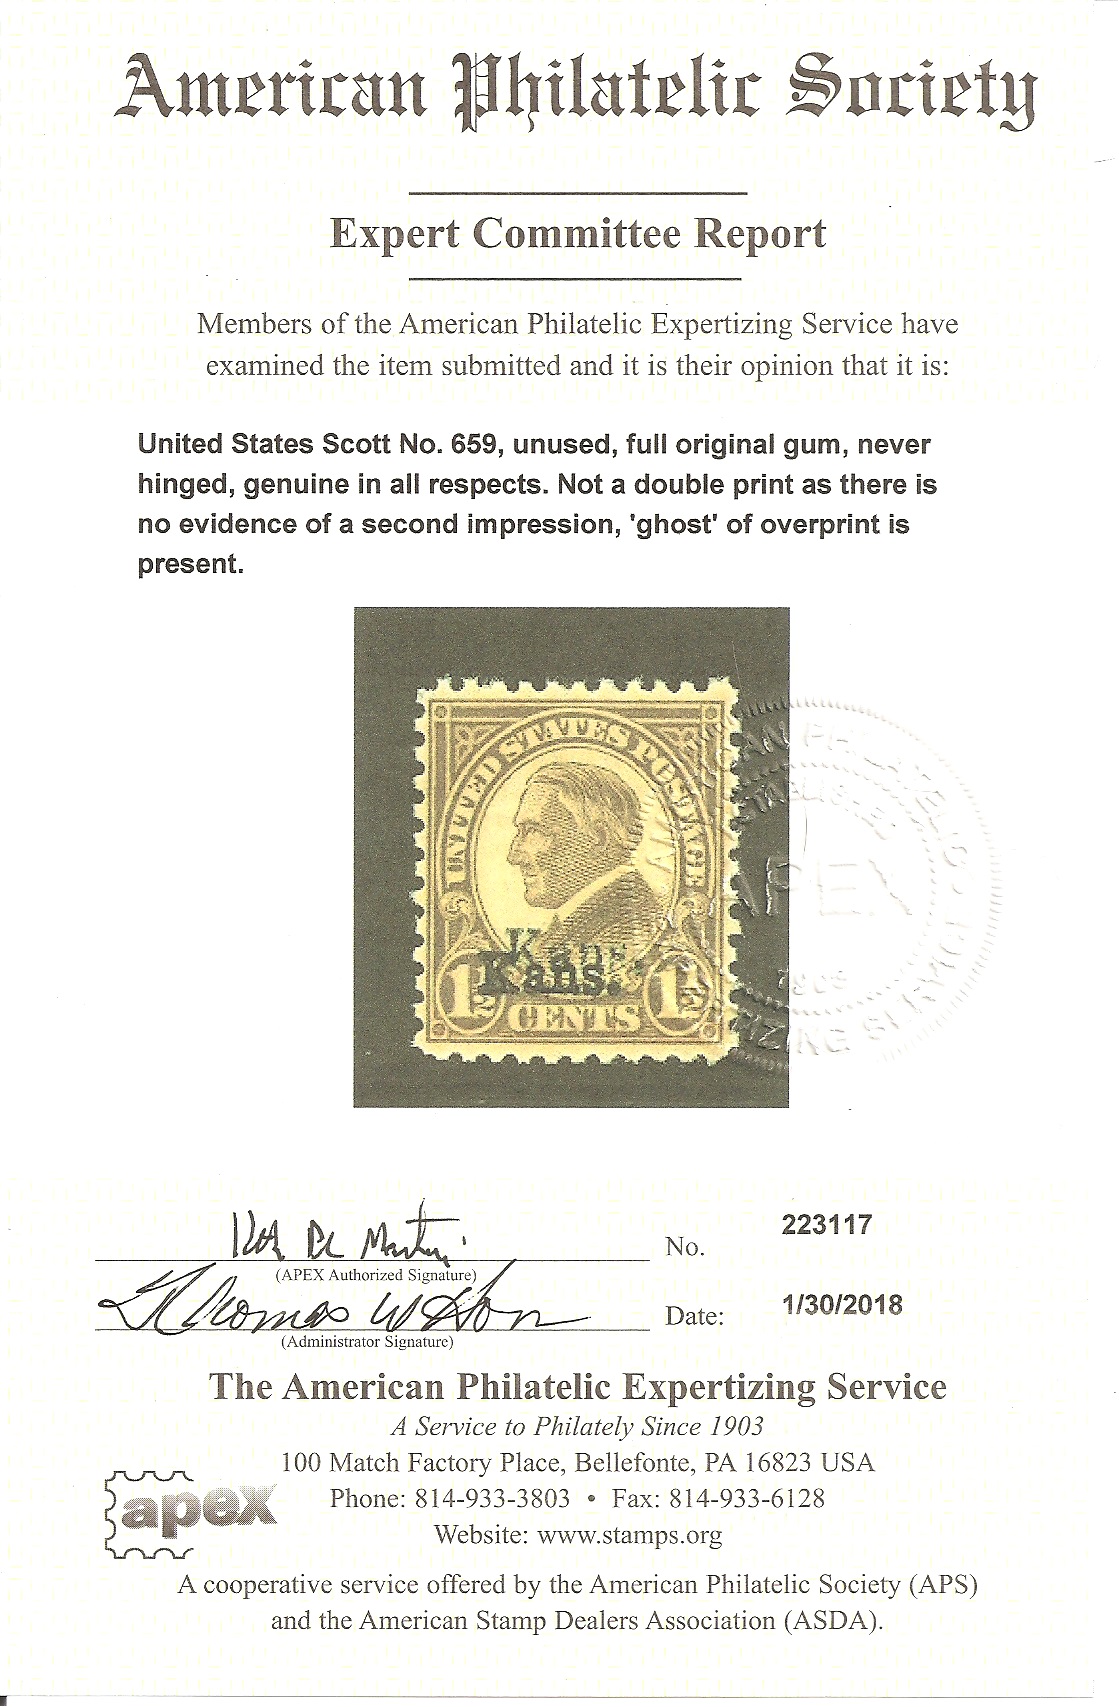 American Philatelic Society
Expert Committee Report
Members of the American Philatelic Expertizing Service have
examined the item submitted and it is their opinion that it is:
United States Scott No. 659, unused, full original gum, never
hinged, genuine in all respects. Not a double print as there is
no evidence of a second impression, 'ghost' of overprint is
present.
UNITED STATES POSTAGE
Kans.
Kans.
1½ 1½
CENTS
APEX
1903
No. 223117
(APEX Authorized Signature)
Thomas
Date: 1/30/2018
(Administrator Signature)
The American Philatelic Expertizing Service
A Service to Philately Since 1903
100 Match Factory Place, Bellefonte, PA 16823 USA
apex
Phone: 814-933-3803 • Fax: 814-933-6128
Website: www.stamps.org
A cooperative service offered by the American Philatelic Society (APS)
and the American Stamp Dealers Association (ASDA).